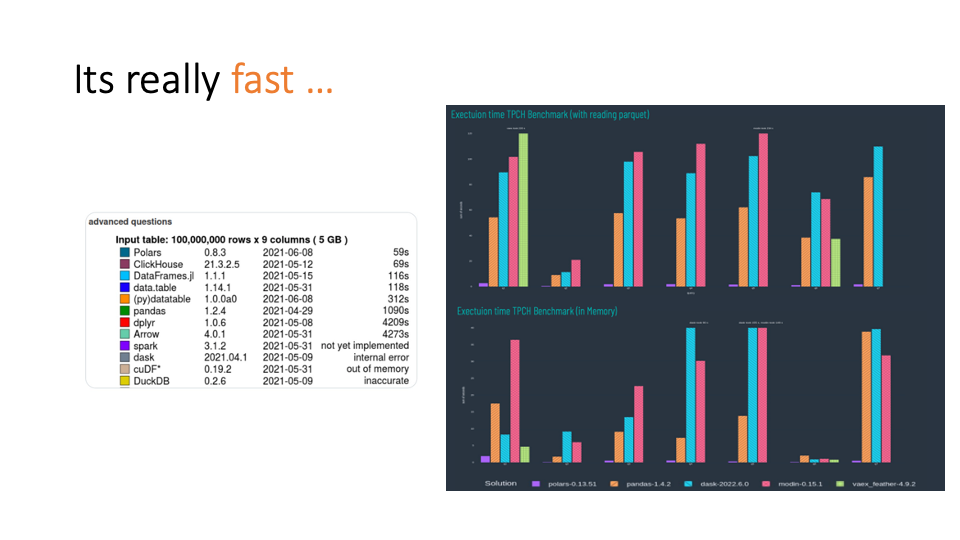 Its really fast ...
Exectuion time TPCH Benchmark (with reading parquet)
advanced questions
Input table: 100,000,000 rows x 9 columns ( 5 GB )
Polars 0.8.3 2021-06-08 59s
ClickHouse 21.3.2.5 2021-05-12 69s
DataFrames.jl 1.1.1 2021-05-15 116s
data.table 1.14.1 2021-05-31 118s
(py)datatable 1.0.0a0 2021-06-08 312s
pandas 1.2.4 2021-04-29 1090s
dplyr 1.0.6 2021-05-08 4209s
Arrow 4.0.1 2021-05-31 4273s
spark 3.1.2 2021-05-31 not yet implemented
dask 2021.04.1 2021-05-09 internal error
cuDF* 0.19.2 2021-05-31 out of memory
DuckDB 0.2.6 2021-05-09 inaccurate
Exectuion time TPCH Benchmark (in Memory)
Solution polars-0.13.51 pandas-1.4.2 dask-2022.6.0 modin-0.15.1 vaex_feather-4.9.2